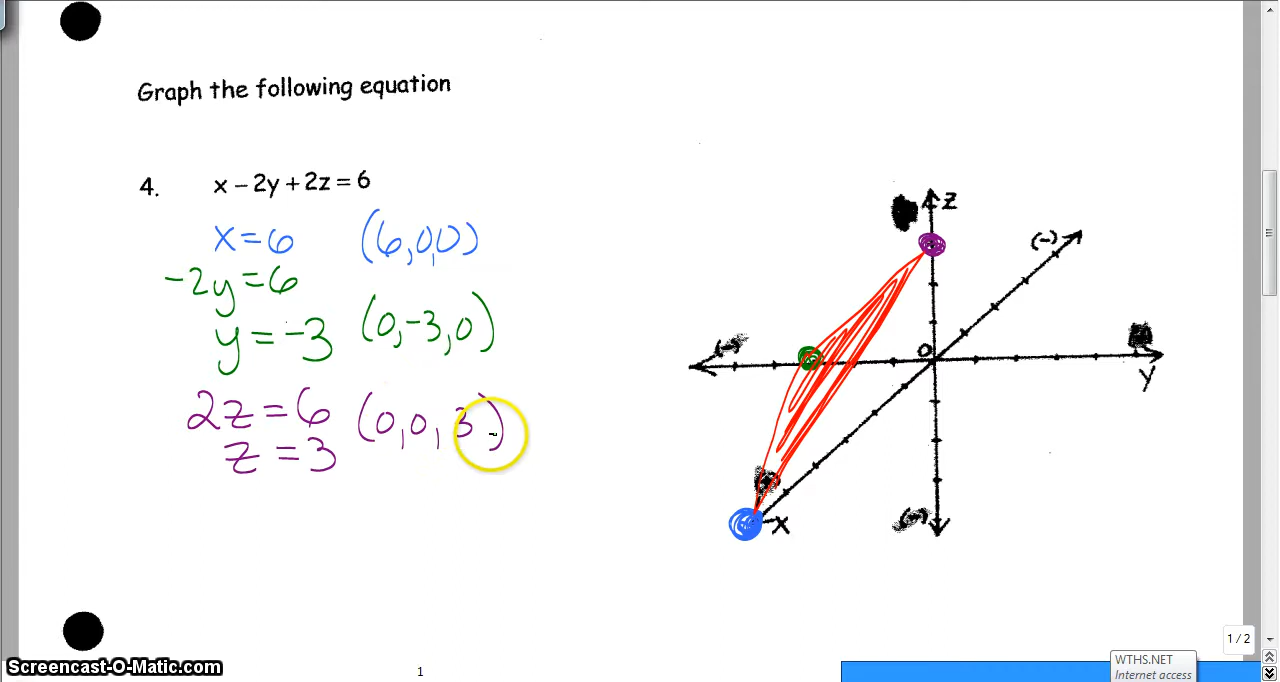 Graph the following equation
4. x – 2y + 2z = 6
x = 6 (6,0,0)
-2y = 6
y = -3 (0,-3,0)
2z = 6 (0,0,3)
z = 3
z
(-)
(-)
0
y
x
(-)
1 / 2
1
WTHS.NET
Internet access
Screencast-O-Matic.com